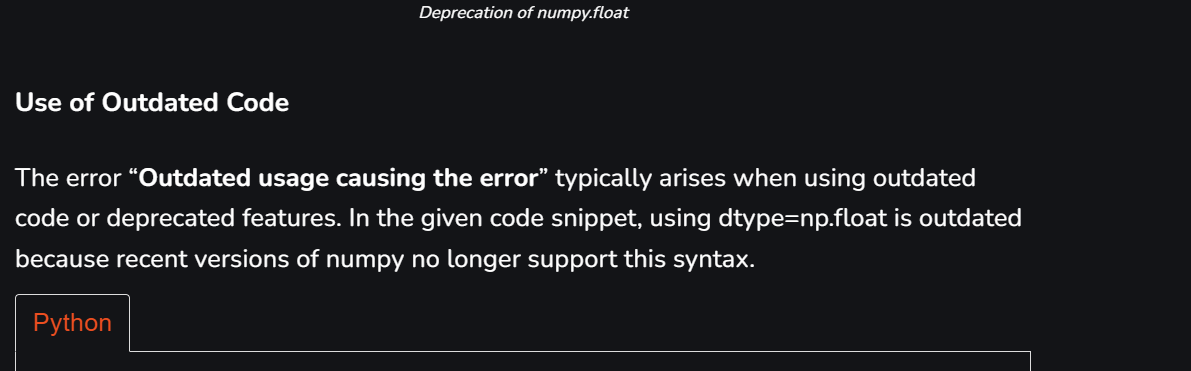 Deprecation of numpy.float
Use of Outdated Code
The error “Outdated usage causing the error” typically arises when using outdated
code or deprecated features. In the given code snippet, using dtype=np.float is outdated
because recent versions of numpy no longer support this syntax.
Python